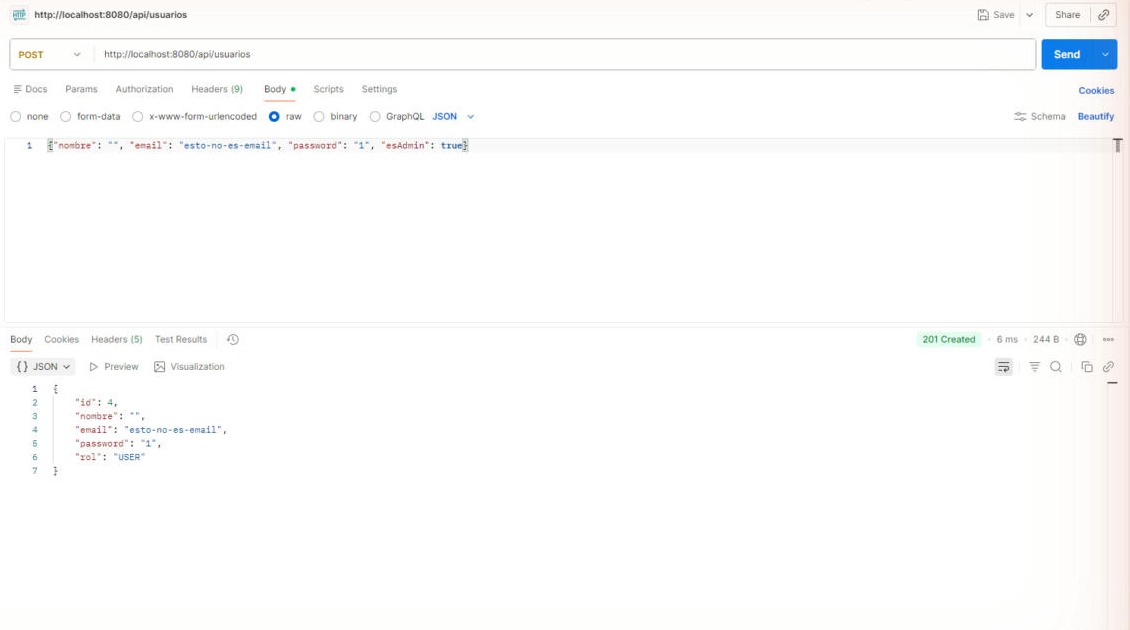 HTTP http://localhost:8080/api/usuarios Save Share
POST http://localhost:8080/api/usuarios Send
Docs Params Authorization Headers (9) Body Scripts Settings Cookies
none form-data x-www-form-urlencoded raw binary GraphQL JSON Schema Beautify
1 {"nombre": "", "email": "esto-no-es-email", "password": "1", "esAdmin": true}
Body Cookies Headers (5) Test Results 201 Created · 6 ms · 244 B
{} JSON Preview Visualization
1 {
2 "id": 4,
3 "nombre": "",
4 "email": "esto-no-es-email",
5 "password": "1",
6 "rol": "USER"
7 }